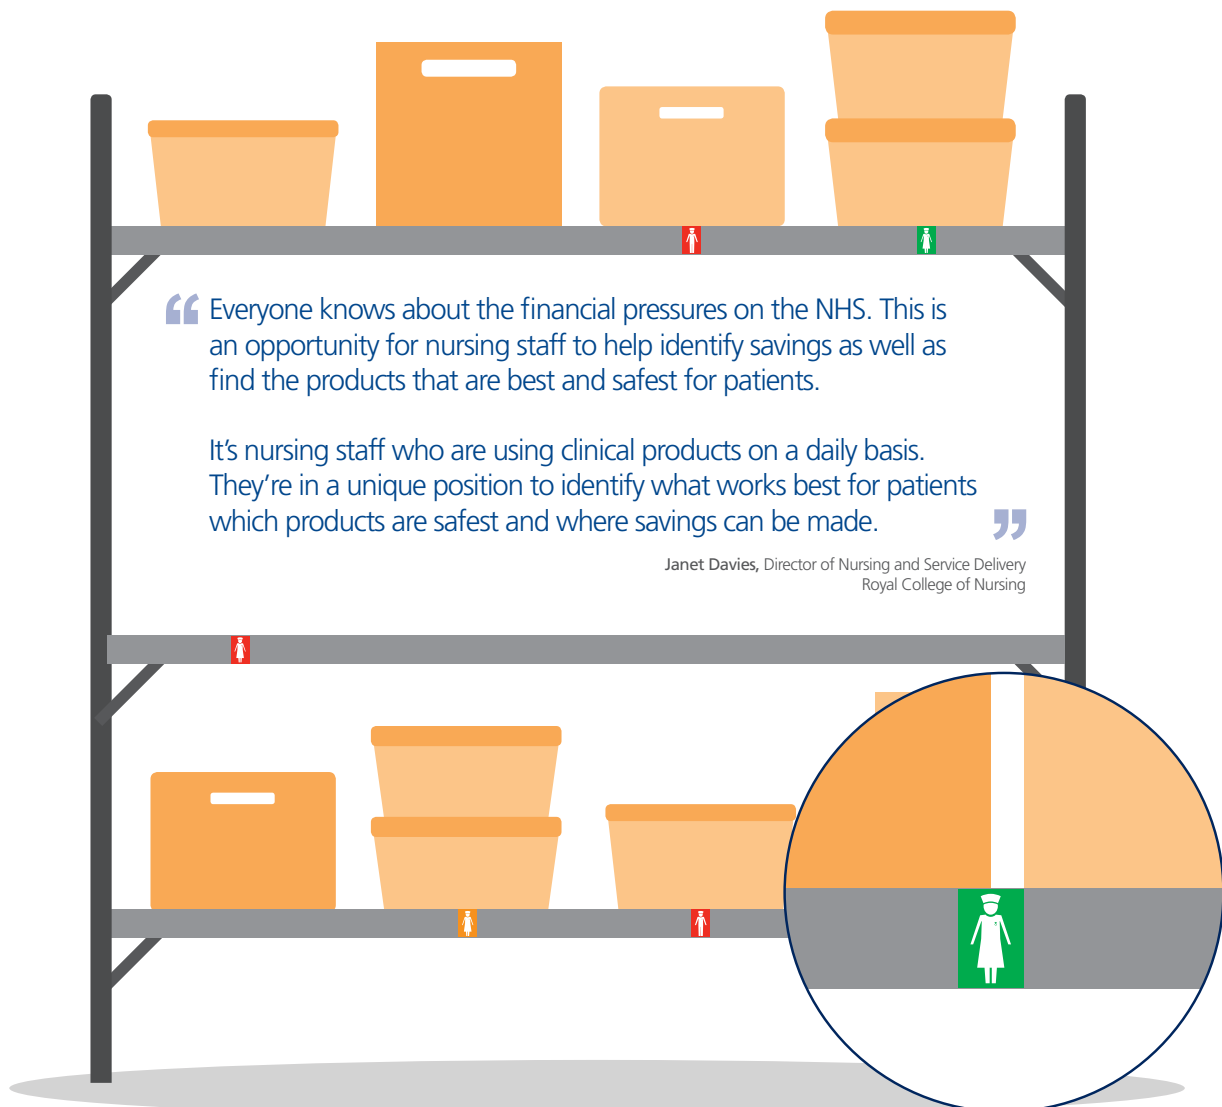 “ Everyone knows about the financial pressures on the NHS. This is
an opportunity for nursing staff to help identify savings as well as
find the products that are best and safest for patients.
It’s nursing staff who are using clinical products on a daily basis.
They’re in a unique position to identify what works best for patients
which products are safest and where savings can be made. ”
Janet Davies, Director of Nursing and Service Delivery
Royal College of Nursing